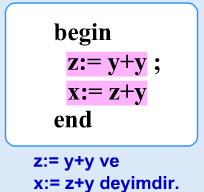 begin
z:= y+y ;
x:= z+y
end
z:= y+y ve
x:= z+y deyimdir.